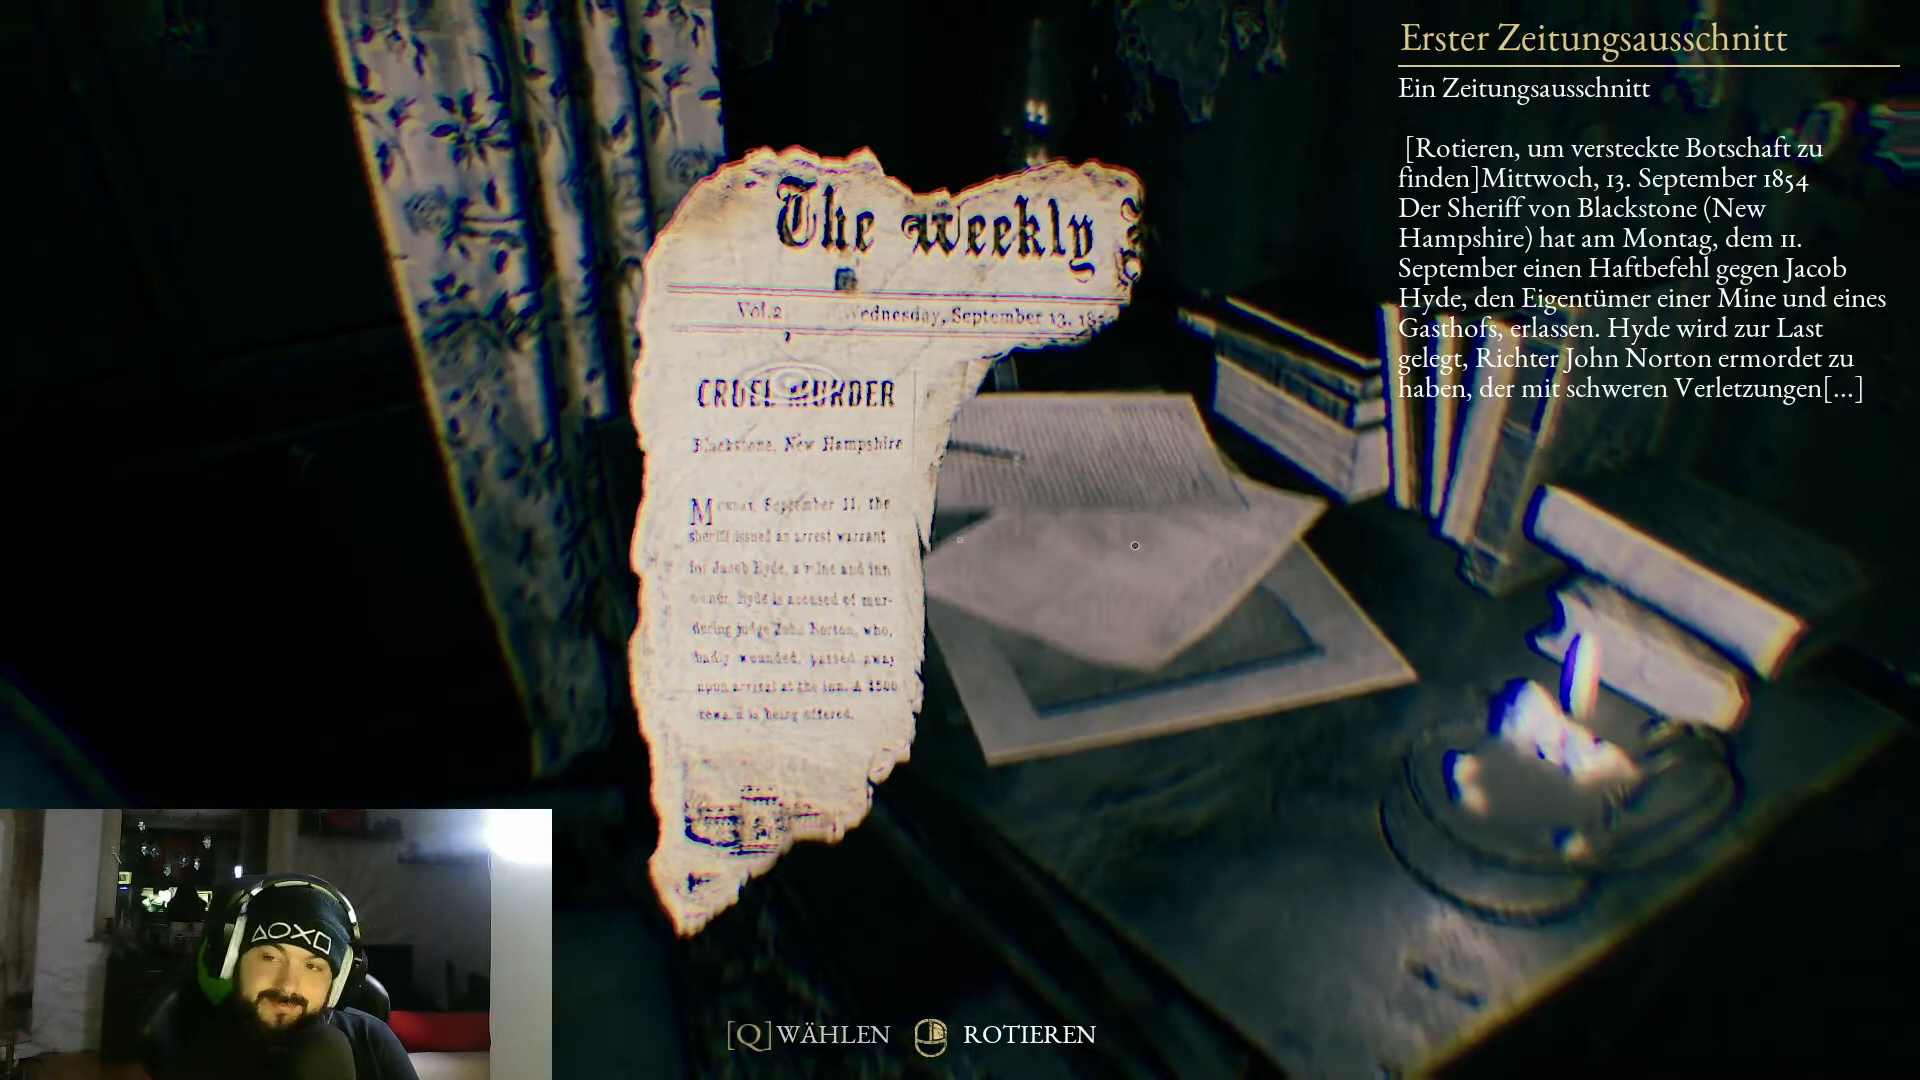 Erster Zeitungsausschnitt
Ein Zeitungsausschnitt
[Rotieren, um versteckte Botschaft zu
finden]Mittwoch, 13. September 1854
Der Sheriff von Blackstone (New
Hampshire) hat am Montag, dem 11.
September einen Haftbefehl gegen Jacob
Hyde, den Eigentümer einer Mine und eines
Gasthofs, erlassen. Hyde wird zur Last
gelegt, Richter John Norton ermordet zu
haben, der mit schweren Verletzungen[...]
The Weekly
Vol.2 Wednesday, September 13, 185
CRUEL MURDER
Blackstone, New Hampshire
Monday, September 11, the
sheriff issued an arrest warrant
for Jacob Hyde, a mine and inn
owner. Hyde is accused of mur-
dering judge John Norton, who,
badly wounded, passed away
upon arrival at the inn. A $500
reward is being offered.
[Q] WÄHLEN ROTIEREN